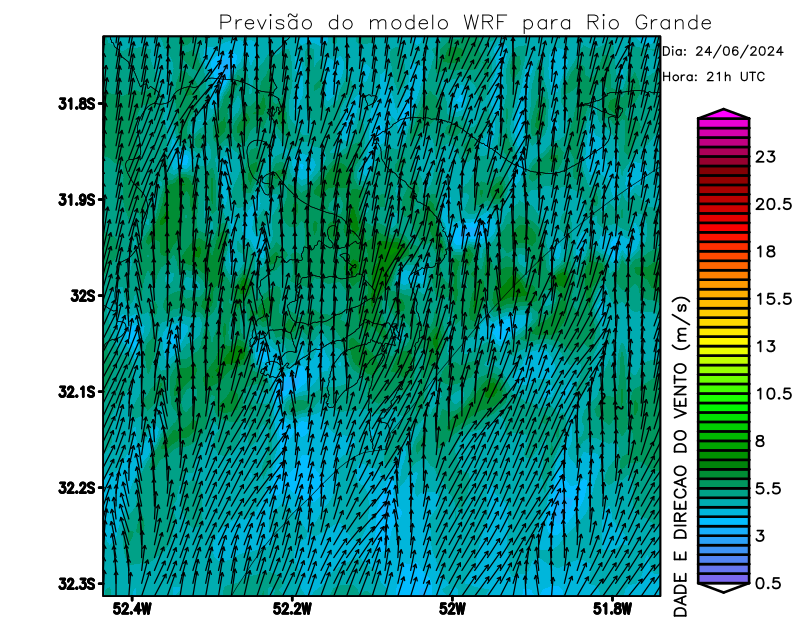 Previsão do modelo WRF para Rio Grande
Dia: 24/06/2024
Hora: 21h UTC
31.8S
31.9S
32S
32.1S
32.2S
32.3S
52.4W
52.2W
52W
51.8W
DADE E DIRECAO DO VENTO (m/s)
23
20.5
18
15.5
13
10.5
8
5.5
3
0.5